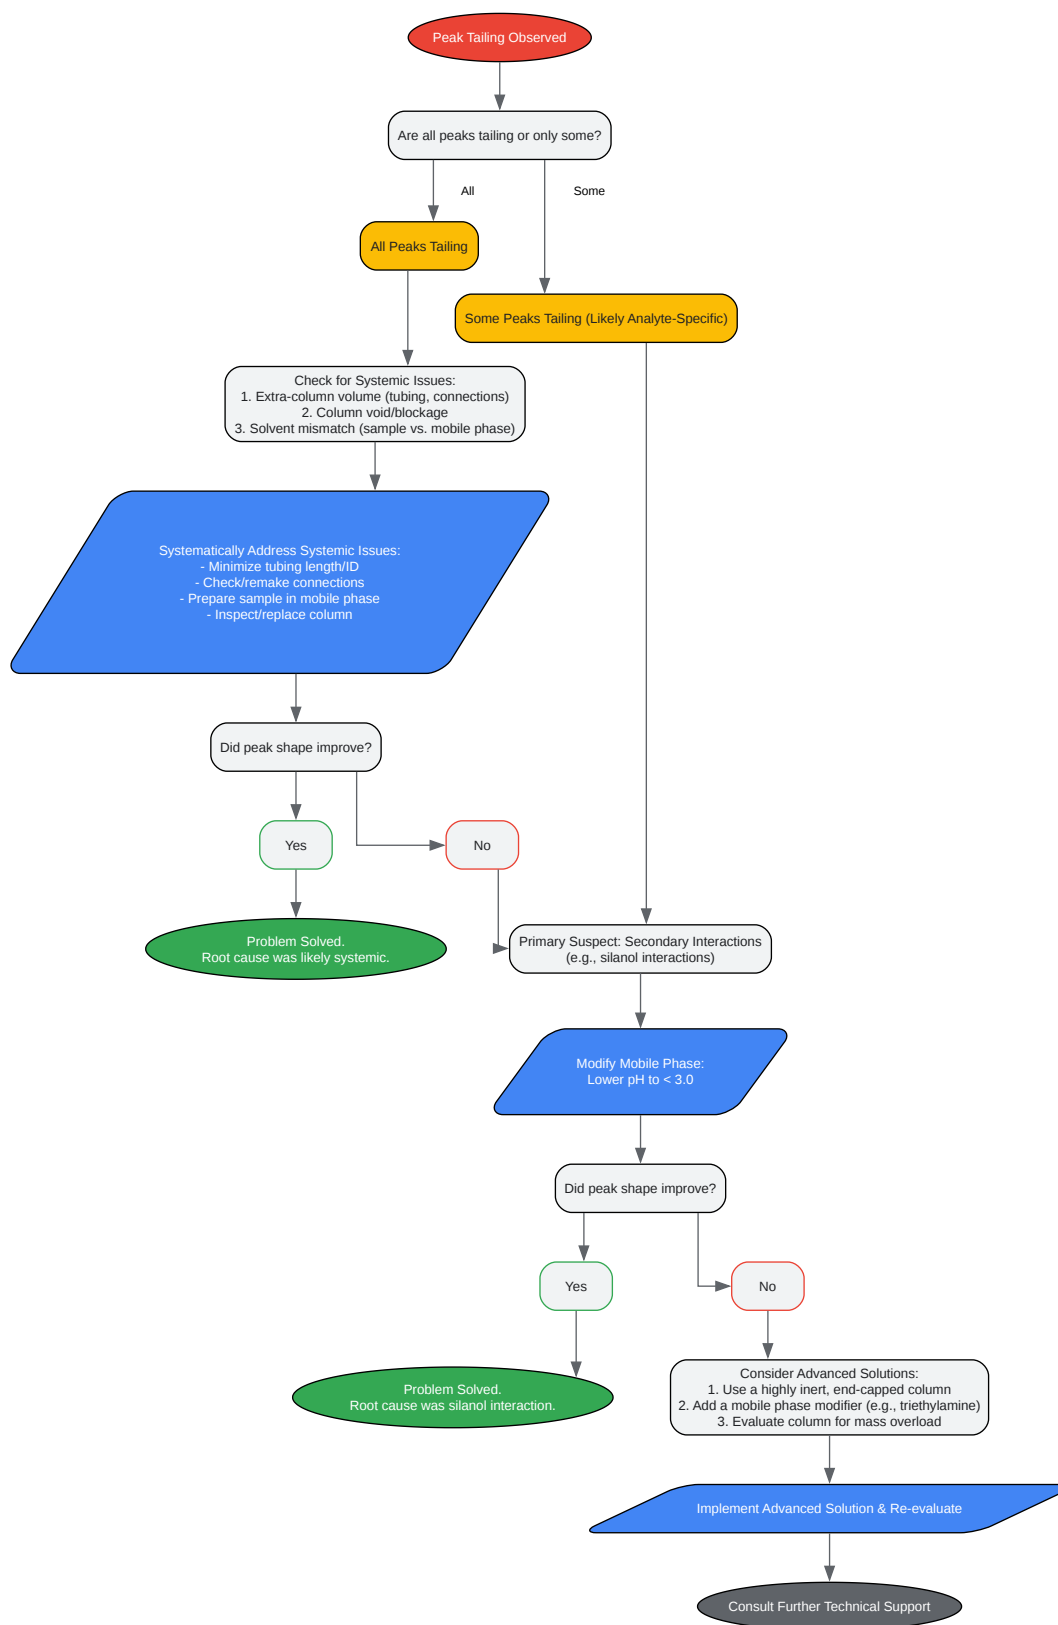 Peak Tailing Observed
Are all peaks tailing or only some?
All
Some
All Peaks Tailing
Some Peaks Tailing (Likely Analyte-Specific)
Check for Systemic Issues:
1. Extra-column volume (tubing, connections)
2. Column void/blockage
3. Solvent mismatch (sample vs. mobile phase)
Systematically Address Systemic Issues:
- Minimize tubing length/ID
- Check/remake connections
- Prepare sample in mobile phase
- Inspect/replace column
Did peak shape improve?
Yes
No
Problem Solved.
Root cause was likely systemic.
Primary Suspect: Secondary Interactions
(e.g., silanol interactions)
Modify Mobile Phase:
Lower pH to < 3.0
Did peak shape improve?
Yes
No
Problem Solved.
Root cause was silanol interaction.
Consider Advanced Solutions:
1. Use a highly inert, end-capped column
2. Add a mobile phase modifier (e.g., triethylamine)
3. Evaluate column for mass overload
Implement Advanced Solution & Re-evaluate
Consult Further Technical Support